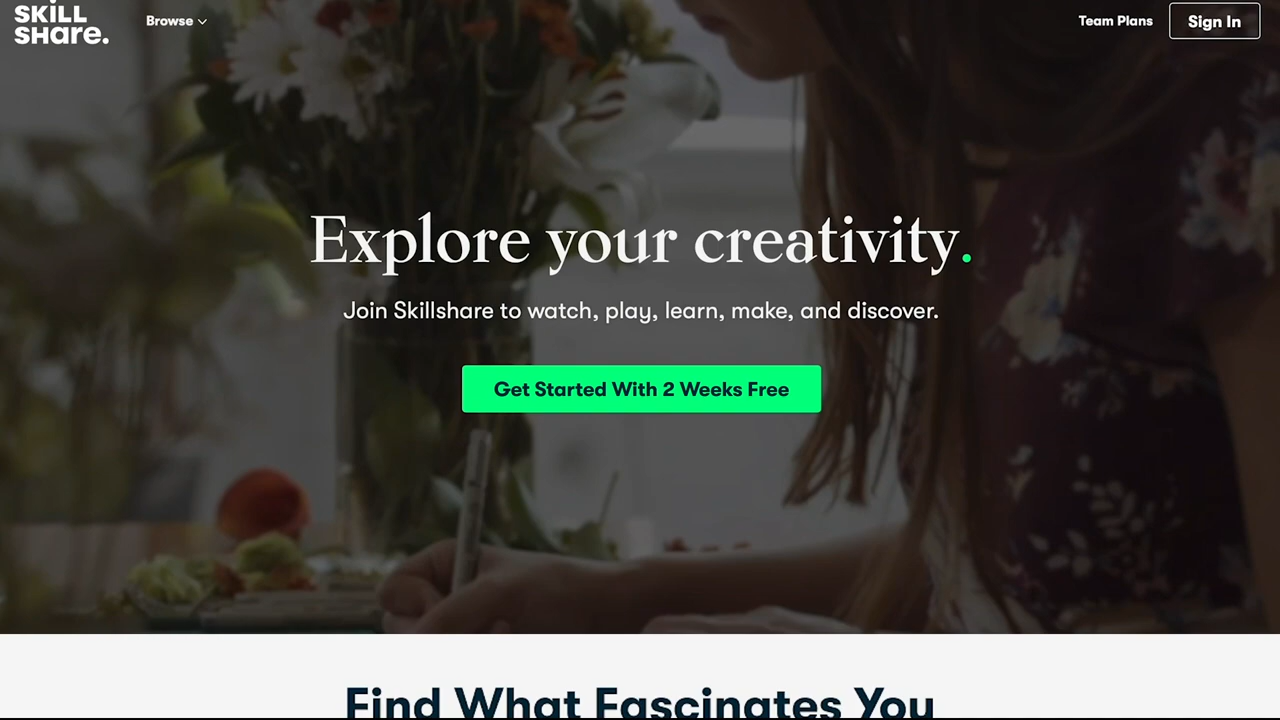 SKILL
SHare.
Browse
Team Plans
Sign In
Explore your creativity.
Join Skillshare to watch, play, learn, make, and discover.
Get Started With 2 Weeks Free
Find What Fascinates You